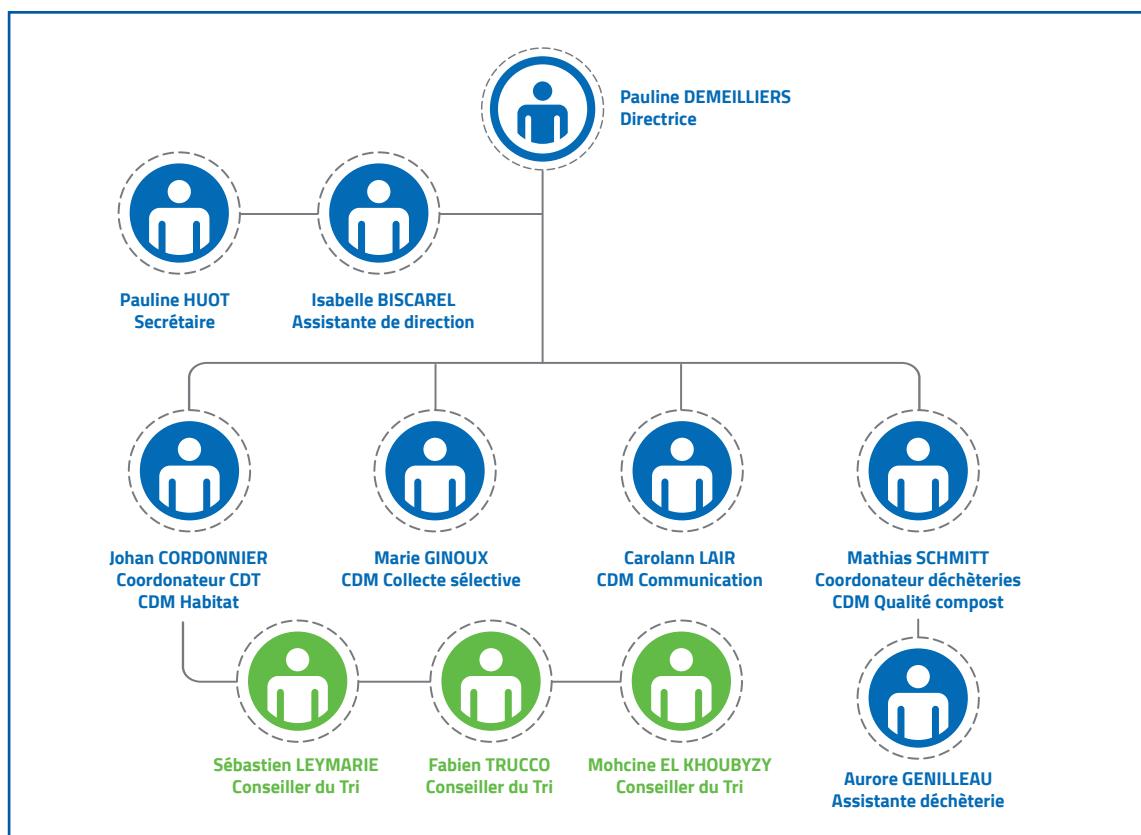 Pauline DEMEILLIERS
Directrice
Pauline HUOT
Secrétaire
Isabelle BISCAREL
Assistante de direction
Johan CORDONNIER
Coordonateur CDT
CDM Habitat
Marie GINOUX
CDM Collecte sélective
Carolann LAIR
CDM Communication
Mathias SCHMITT
Coordonateur déchèteries
CDM Qualité compost
Sébastien LEYMARIE
Conseiller du Tri
Fabien TRUCCO
Conseiller du Tri
Mohcine EL KHOUBYZY
Conseiller du Tri
Aurore GENILLEAU
Assistante déchèterie